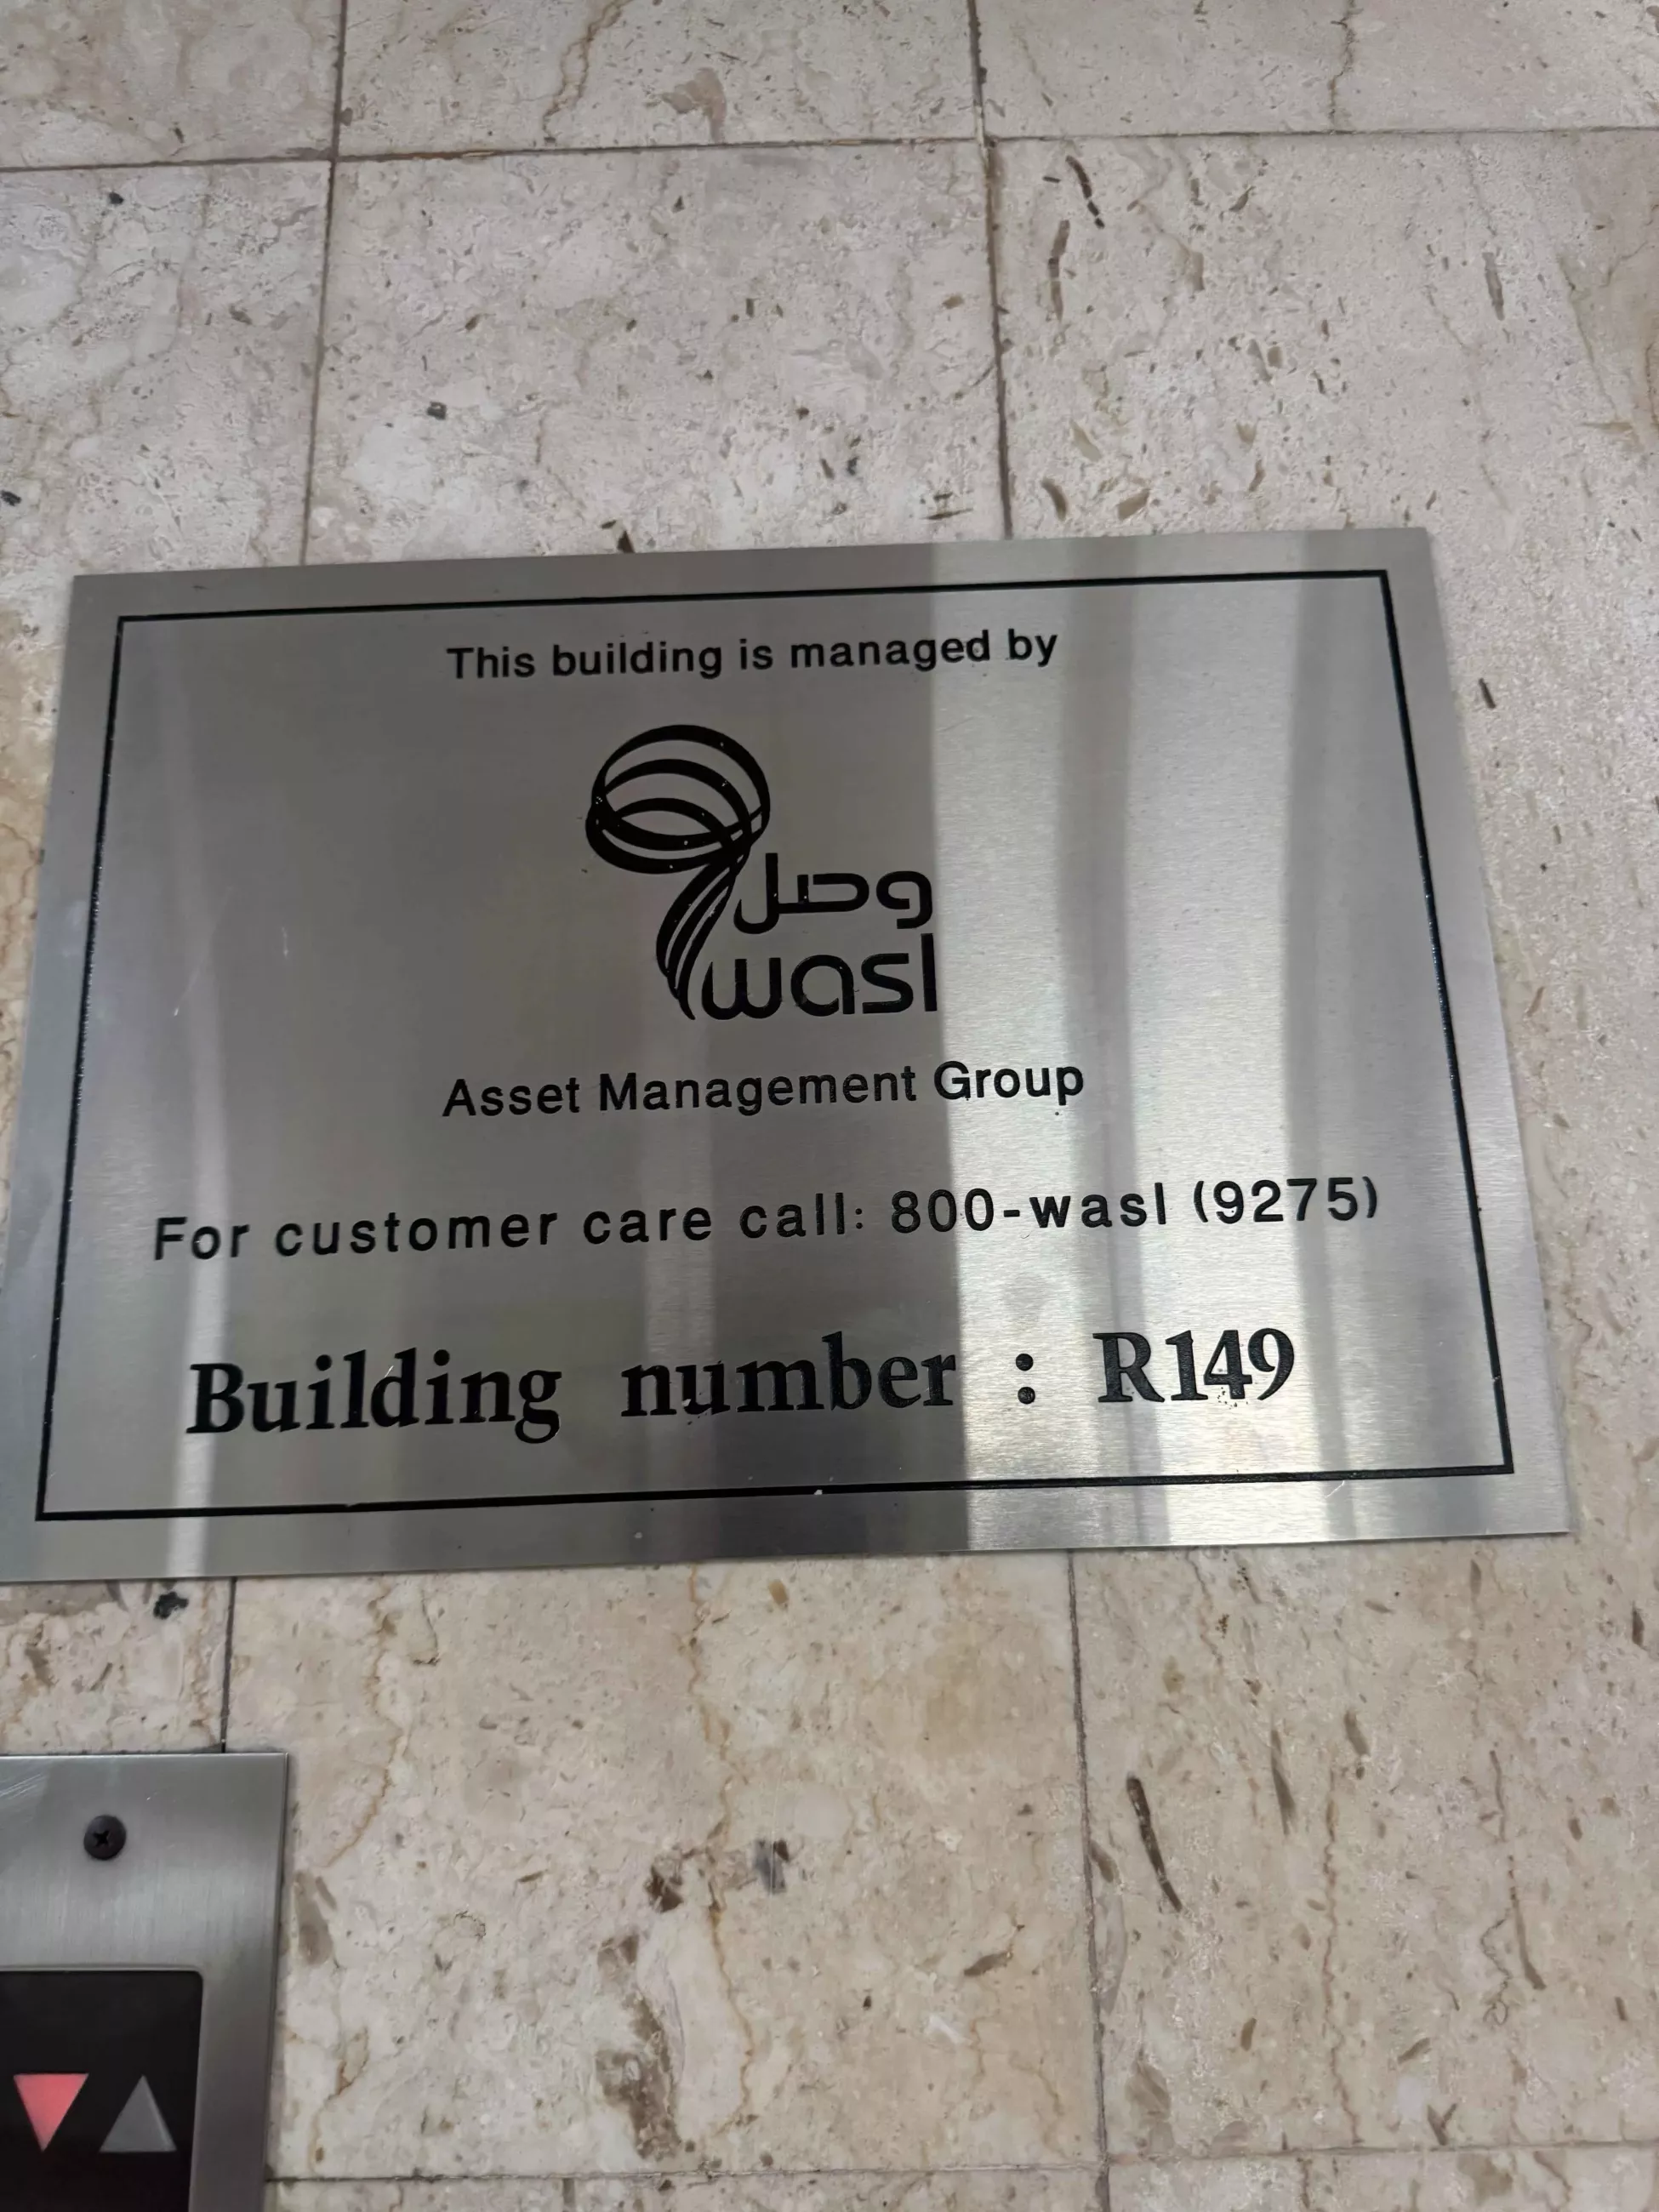 This building is managed by
وصل
wasl
Asset Management Group
For customer care call: 800-wasl (9275)
Building number : R149